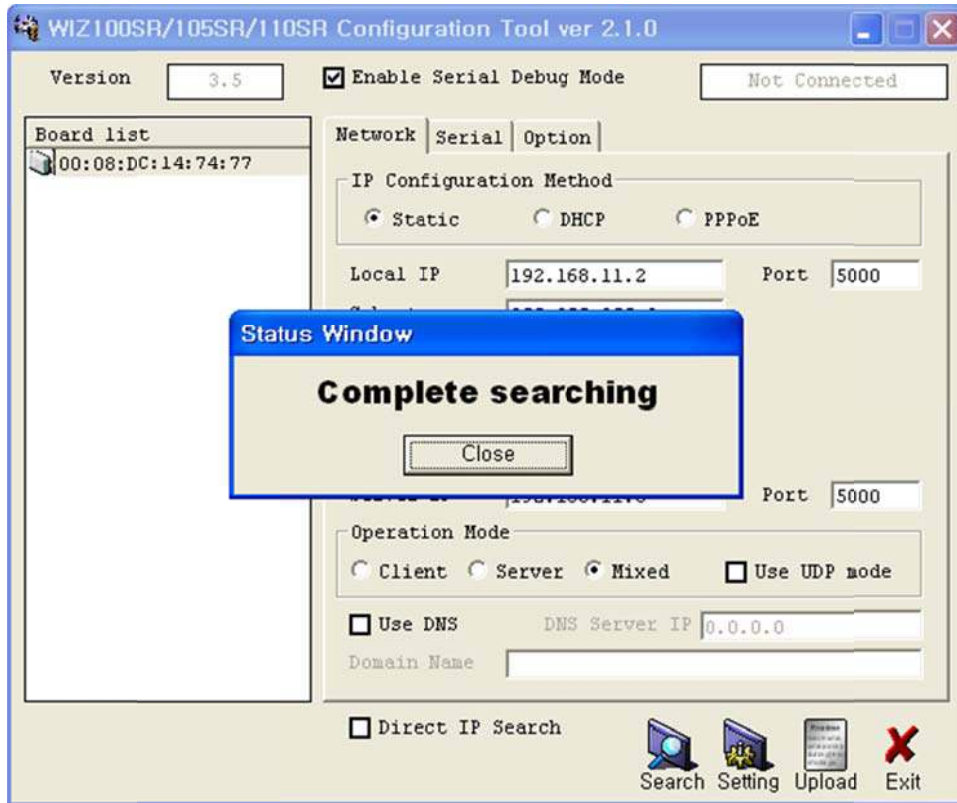 WIZ100SR/105SR/110SR Configuration Tool ver 2.1.0
Version 3.5 Enable Serial Debug Mode Not Connected
Board list
00:08:DC:14:74:77
Network Serial Option
IP Configuration Method
Static DHCP PPPoE
Local IP 192.168.11.2 Port 5000
Status Window
Complete searching
Close
Port 5000
Operation Mode
Client Server Mixed Use UDP mode
Use DNS DNS Server IP 0.0.0.0
Domain Name
Direct IP Search
Search Setting Upload Exit